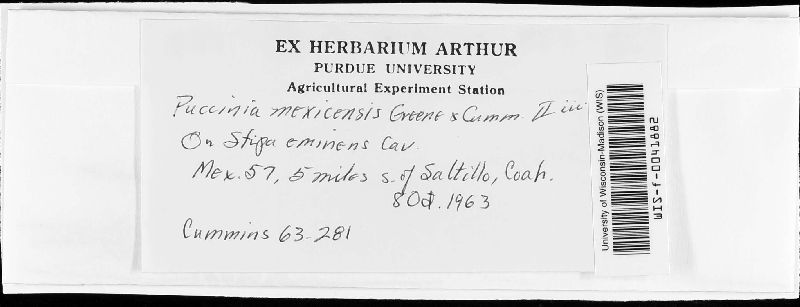 EX HERBARIUM ARTHUR
PURDUE UNIVERSITY
Agricultural Experiment Station
Puccinia mexicensis Greene & Cumm. II iii
On Stipa eminens Cav.
Mex. 57, 5 miles s. of Saltillo, Coah.
8 Oct. 1963
Cummins 63-281
University of Wisconsin-Madison (WIS)
WIS-f-0041882